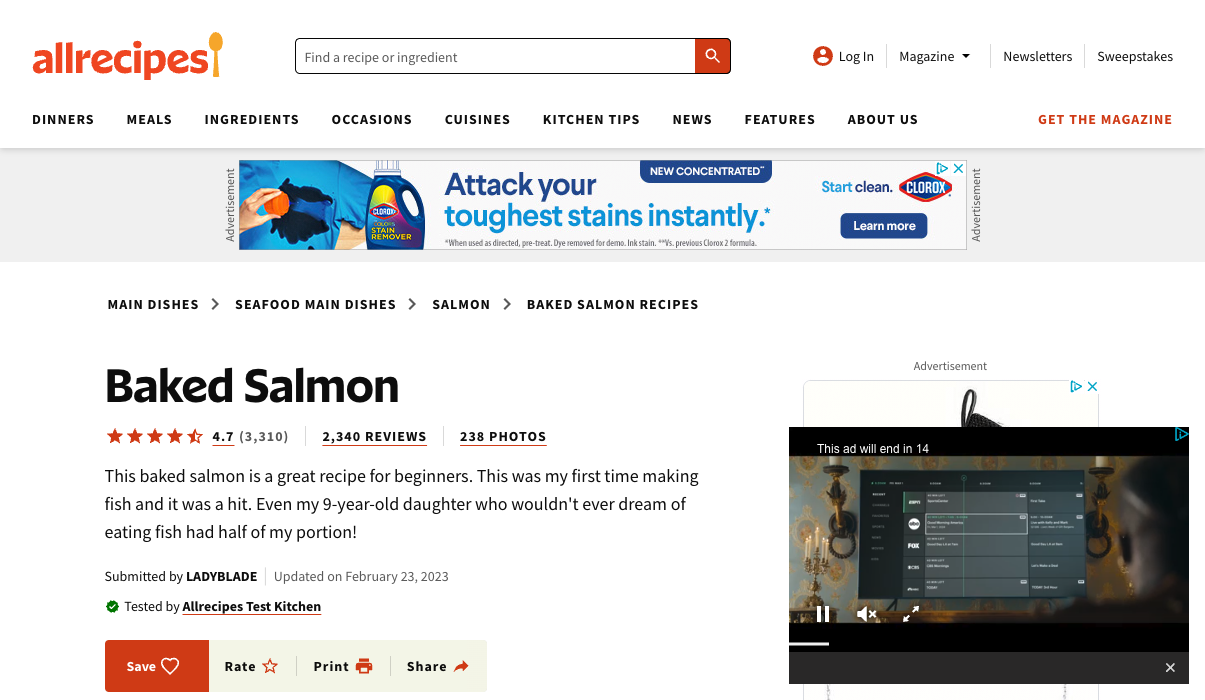 allrecipes
Find a recipe or ingredient
Log In
Magazine
Newsletters
Sweepstakes
DINNERS MEALS INGREDIENTS OCCASIONS CUISINES KITCHEN TIPS NEWS FEATURES ABOUT US GET THE MAGAZINE
Advertisement
CLOROX
STAIN
REMOVER
Attack your
toughest stains instantly.*
*When used as directed, pre-treat. Dye removed for demo. Ink stain. **Vs. previous Clorox 2 formula.
NEW CONCENTRATED**
Start clean. CLOROX
Learn more
Advertisement
MAIN DISHES SEAFOOD MAIN DISHES SALMON BAKED SALMON RECIPES
Baked Salmon
4.7 (3,310) 2,340 REVIEWS 238 PHOTOS
This baked salmon is a great recipe for beginners. This was my first time making
fish and it was a hit. Even my 9-year-old daughter who wouldn't ever dream of
eating fish had half of my portion!
Submitted by LADYBLADE Updated on February 23, 2023
Tested by Allrecipes Test Kitchen
Save Rate Print Share
Advertisement
This ad will end in 14
ESPN
abc
FOX
CBS